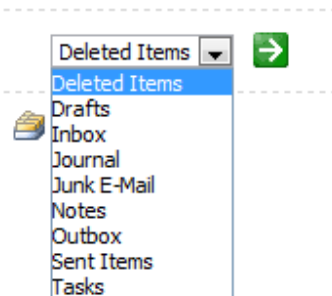 Deleted Items
Deleted Items
Drafts
Inbox
Journal
Junk E-Mail
Notes
Outbox
Sent Items
Tasks